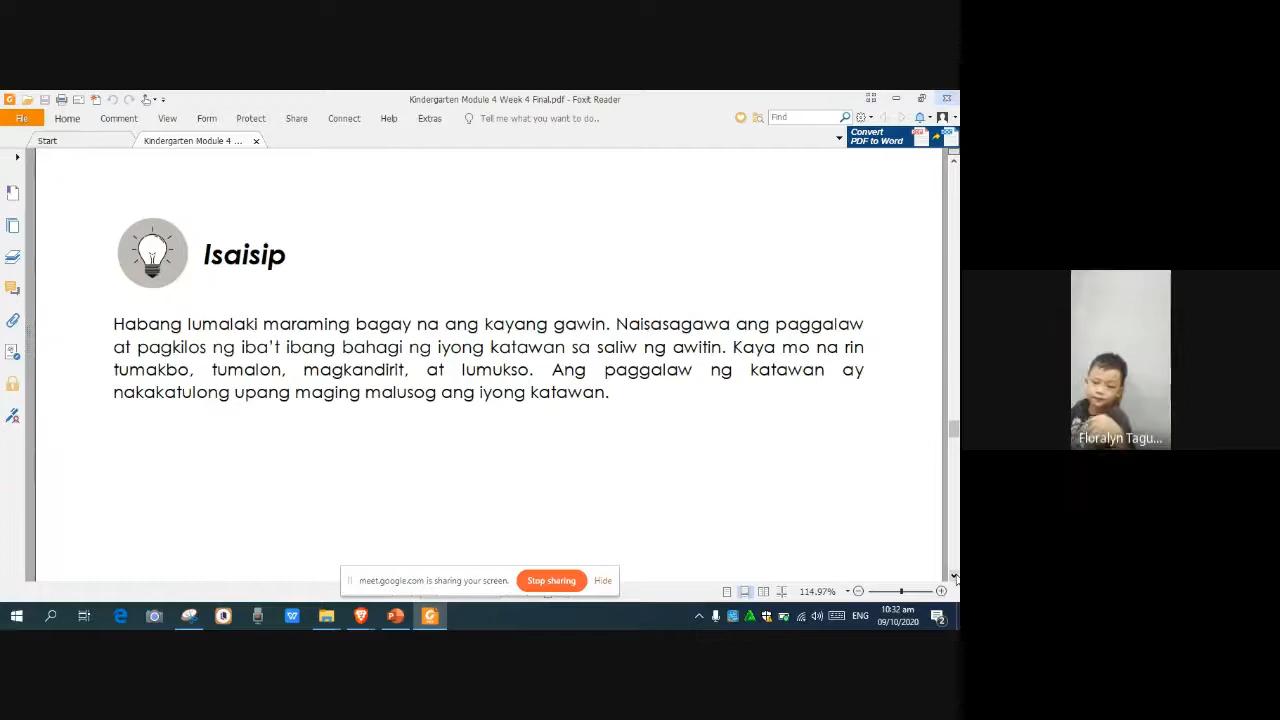 Kindergarten Module 4 Week 4 Final.pdf - Foxit Reader
File Home Comment View Form Protect Share Connect Help Extras Tell me what you want to do.. Find
Start Kindergarten Module 4 ... Convert
PDF to Word
Isaisip
Habang lumalaki maraming bagay na ang kayang gawin. Naisasagawa ang paggalaw
at pagkilos ng iba't ibang bahagi ng iyong katawan sa saliw ng awitin. Kaya mo na rin
tumakbo, tumalon, magkandirit, at lumukso. Ang paggalaw ng katawan ay
nakakatulong upang maging malusog ang iyong katawan.
Floralyn Tagu...
meet.google.com is sharing your screen. Stop sharing Hide
114.97%
ENG 10:32 am
09/10/2020 2